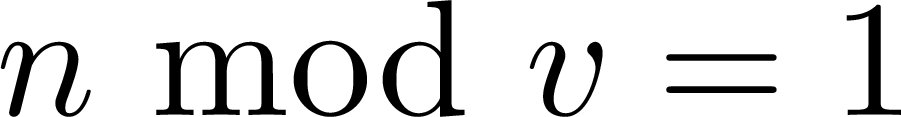 n mod v = 1